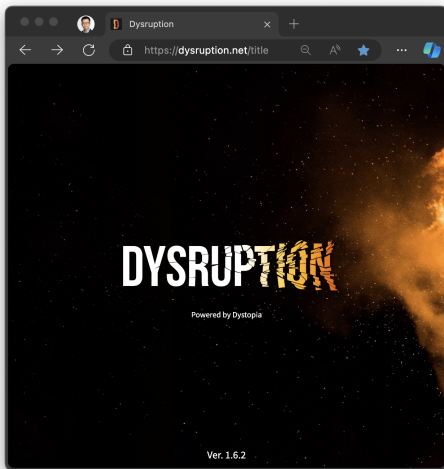 Dysruption
https://dysruption.net/title
DYSRUPTION
Powered by Dystopia
Ver. 1.6.2